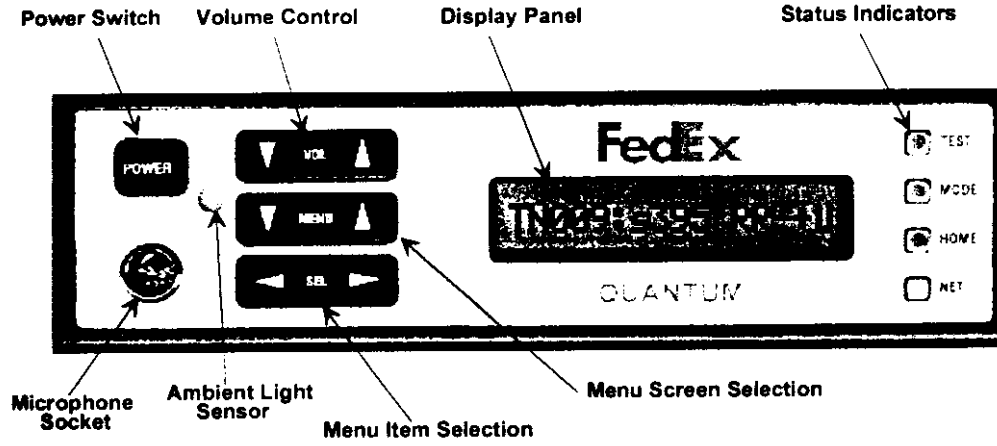 Power Switch
Volume Control
Display Panel
Status Indicators
POWER
VOL
MENU
SEL
FedEx
QUANTUM
TEST
MODE
HOME
NET
Microphone
Socket
Ambient Light
Sensor
Menu Item Selection
Menu Screen Selection